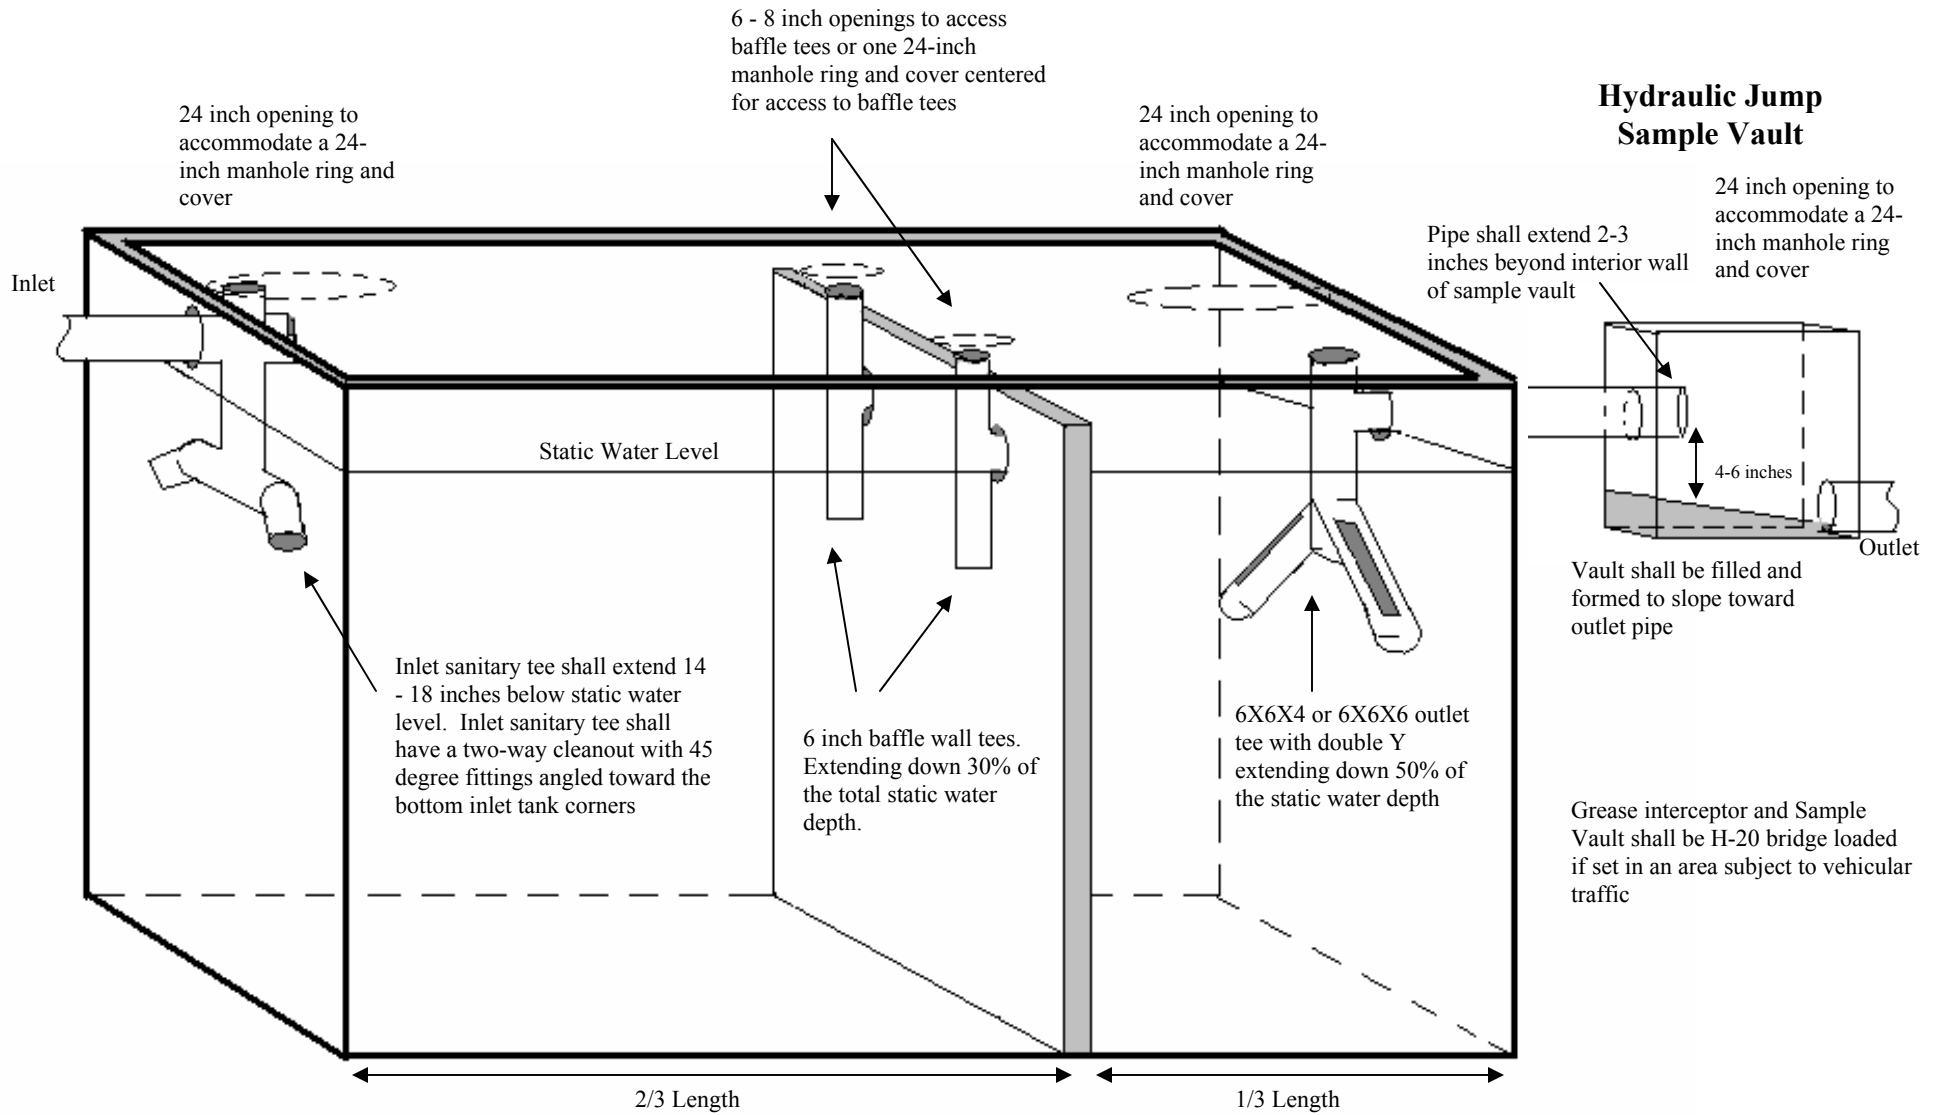 6 - 8 inch openings to access
baffle tees or one 24-inch
manhole ring and cover centered
for access to baffle tees
24 inch opening to
accommodate a 24-
inch manhole ring and
cover
24 inch opening to
accommodate a 24-
inch manhole ring
and cover
Hydraulic Jump
Sample Vault
24 inch opening to
accommodate a 24-
inch manhole ring
and cover
Pipe shall extend 2-3
inches beyond interior wall
of sample vault
Inlet
Static Water Level
4-6 inches
Outlet
Vault shall be filled and
formed to slope toward
outlet pipe
Inlet sanitary tee shall extend 14
- 18 inches below static water
level.  Inlet sanitary tee shall
have a two-way cleanout with 45
degree fittings angled toward the
bottom inlet tank corners
6 inch baffle wall tees.
Extending down 30% of
the total static water
depth.
6X6X4 or 6X6X6 outlet
tee with double Y
extending down 50% of
the static water depth
Grease interceptor and Sample
Vault shall be H-20 bridge loaded
if set in an area subject to vehicular
traffic
2/3 Length
1/3 Length